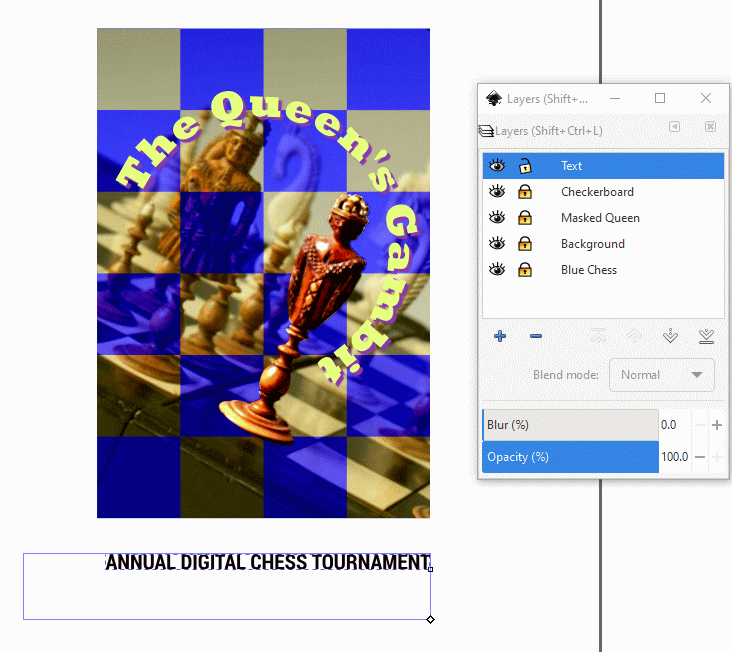 The Queen's Gambit
ANNUAL DIGITAL CHESS TOURNAMENT
Layers (Shift+...
Layers (Shift+Ctrl+L)
Text
Checkerboard
Masked Queen
Background
Blue Chess
Blend mode: Normal
Blur (%) 0.0
Opacity (%) 100.0